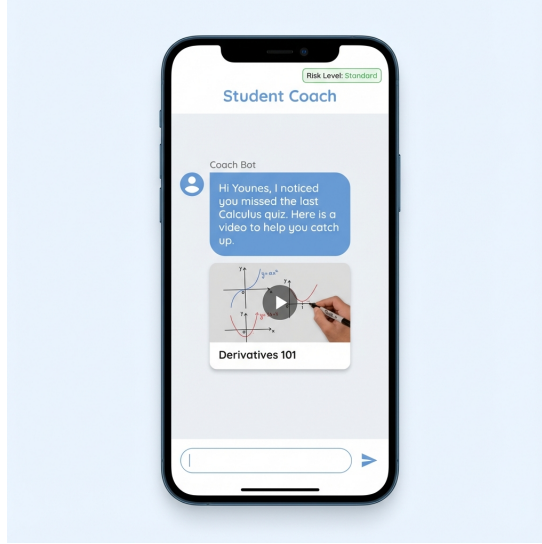 Risk Level: Standard
Student Coach
Coach Bot
Hi Younes, I noticed
you missed the last
Calculus quiz. Here is a
video to help you catch
up.
Derivatives 101